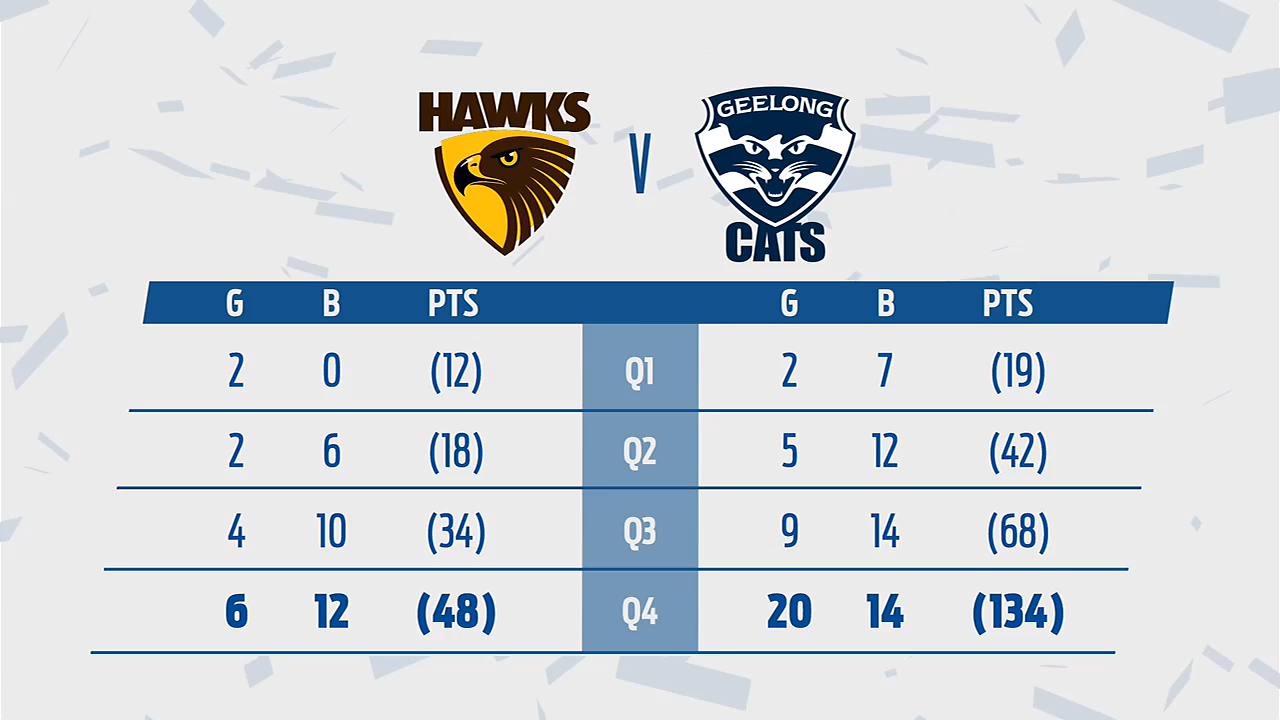 HAWKS
V
GEELONG
CATS
G B PTS G B PTS
2 0 (12) Q1 2 7 (19)
2 6 (18) Q2 5 12 (42)
4 10 (34) Q3 9 14 (68)
6 12 (48) Q4 20 14 (134)